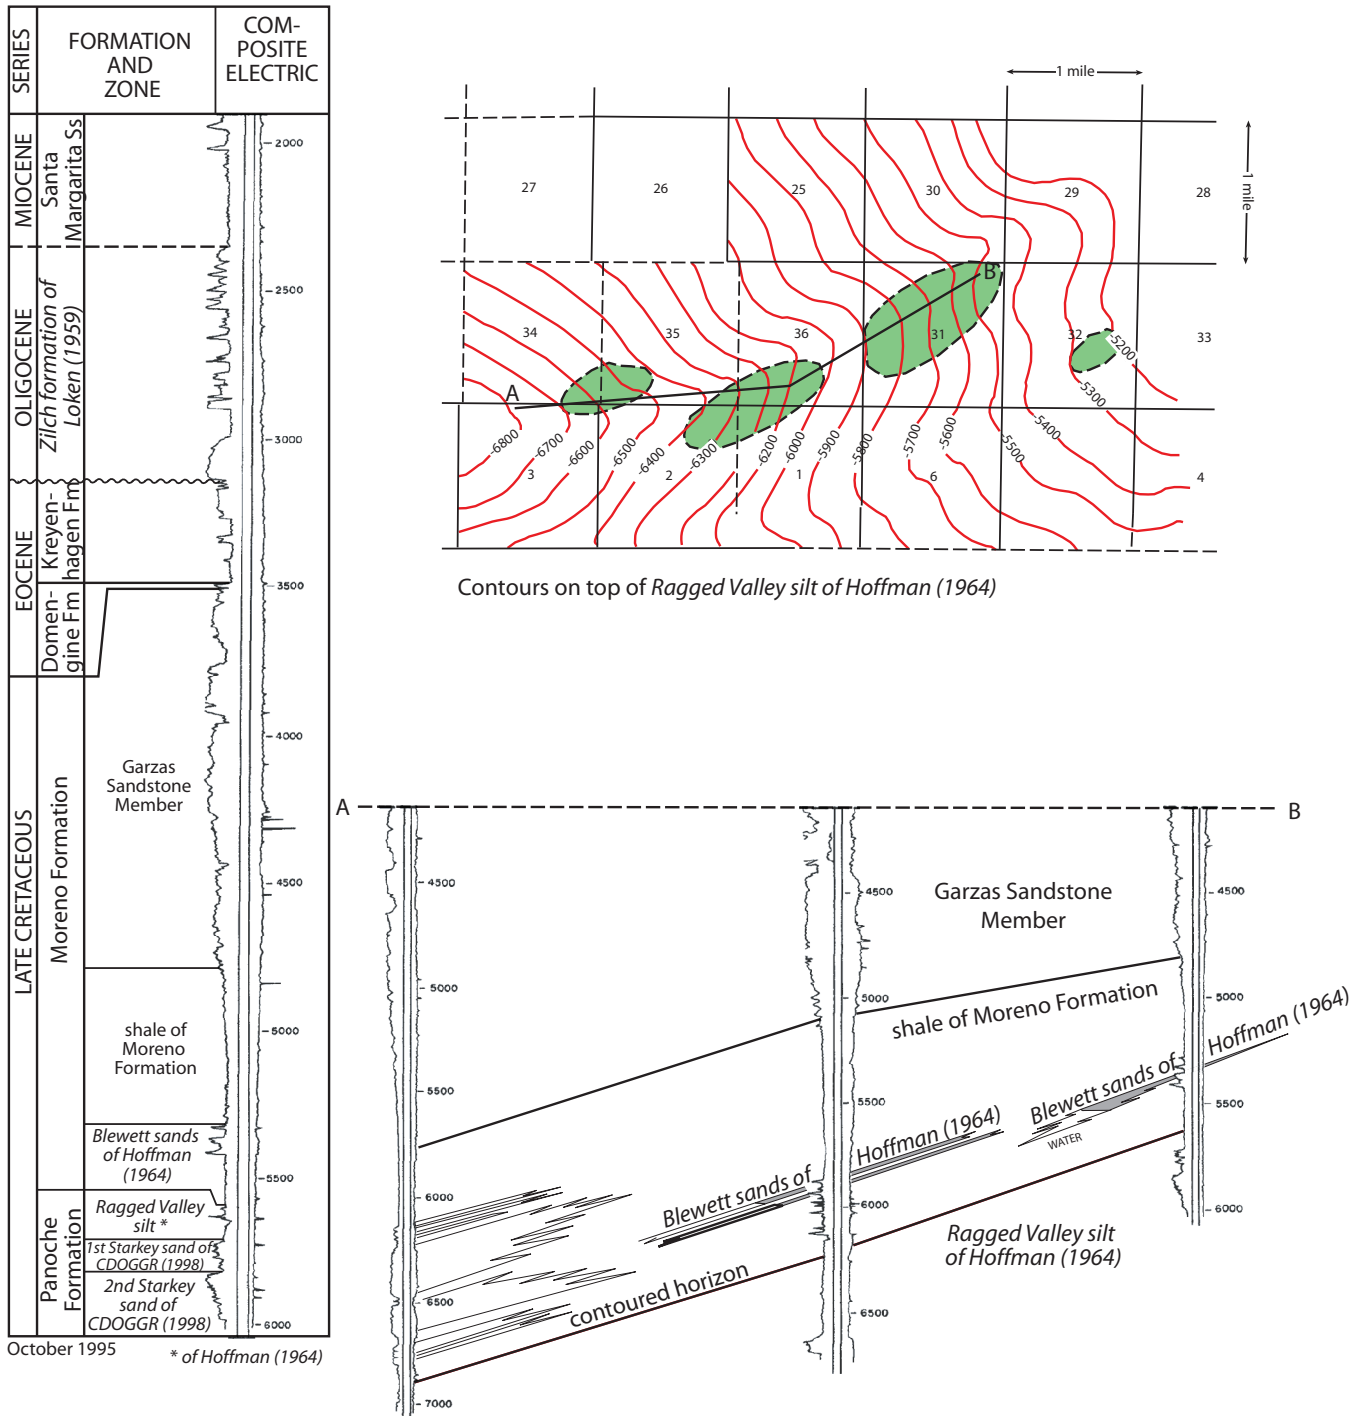 SERIES
FORMATION
AND
ZONE
COM-
POSITE
ELECTRIC
MIOCENE
Santa
Margarita Ss
OLIGOCENE
Zilch formation of
Loken (1959)
EOCENE
Kreyen-
hagen Fm
Domen-
gine Fm
LATE CRETACEOUS
Moreno Formation
Garzas
Sandstone
Member
shale of
Moreno
Formation
Blewett sands
of Hoffman
(1964)
Panoche
Formation
Ragged Valley
silt *
1st Starkey sand of
CDOGGR (1998)
2nd Starkey
sand of
CDOGGR (1998)
2000
2500
3000
3500
4000
4500
5000
5500
6000
October 1995
* of Hoffman (1964)
1 mile
1 mile
27
26
25
30
29
28
34
35
36
31
32
33
3
2
1
6
4
A
B
-6800
-6700
-6600
-6500
-6400
-6300
-6200
-6000
-5900
-5800
-5700
-5600
-5500
-5400
-5300
-5200
Contours on top of Ragged Valley silt of Hoffman (1964)
A
B
4500
5000
5500
6000
6500
7000
4500
5000
5500
6000
6500
4500
5000
5500
6000
Garzas Sandstone
Member
shale of Moreno Formation
Blewett sands of
Hoffman (1964)
Blewett sands of
Hoffman (1964)
WATER
contoured horizon
Ragged Valley silt
of Hoffman (1964)